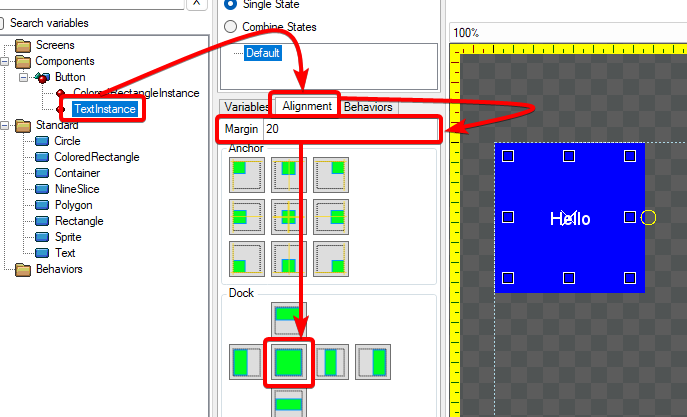 Search variables
Screens
Components
Button
ColoredRectangleInstance
TextInstance
Standard
Circle
ColoredRectangle
Container
NineSlice
Polygon
Rectangle
Sprite
Text
Behaviors
Single State
Combine States
Default
Variables Alignment Behaviors
Margin 20
Anchor
Dock
100%
Hello